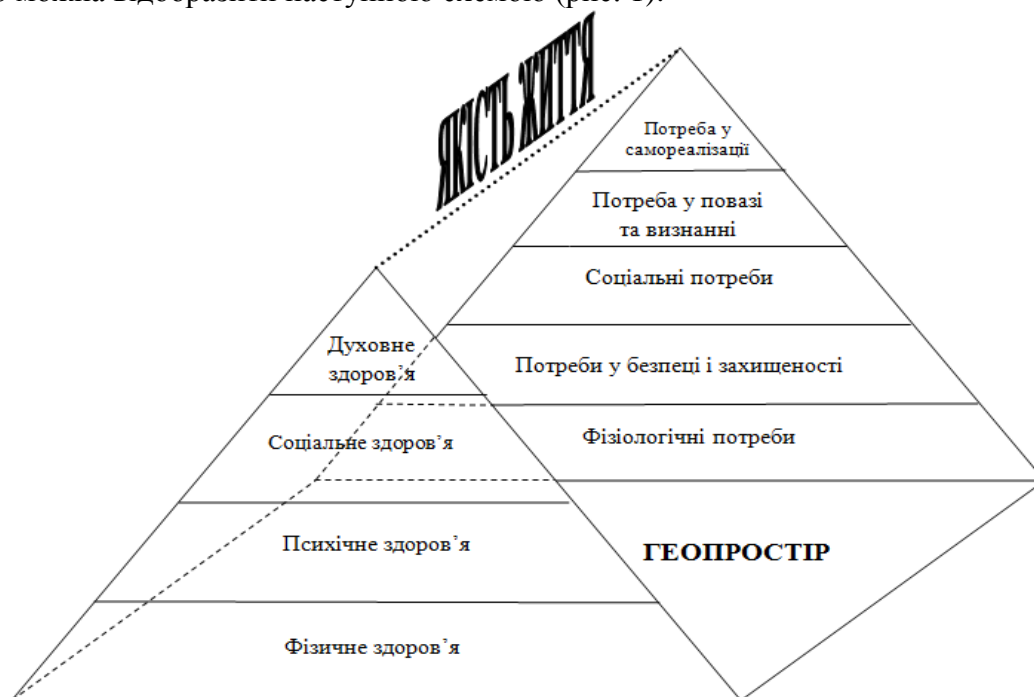 можна відобразити наступною схемою (рис. 1):
ЯКІСТЬ ЖИТТЯ
Потреба у
самореалізації
Потреба у повазі
та визнанні
Соціальні потреби
Потреби у безпеці і захищеності
Фізіологічні потреби
Духовне
здоров’я
Соціальне здоров’я
Психічне здоров’я
Фізичне здоров’я
ГЕОПРОСТІР